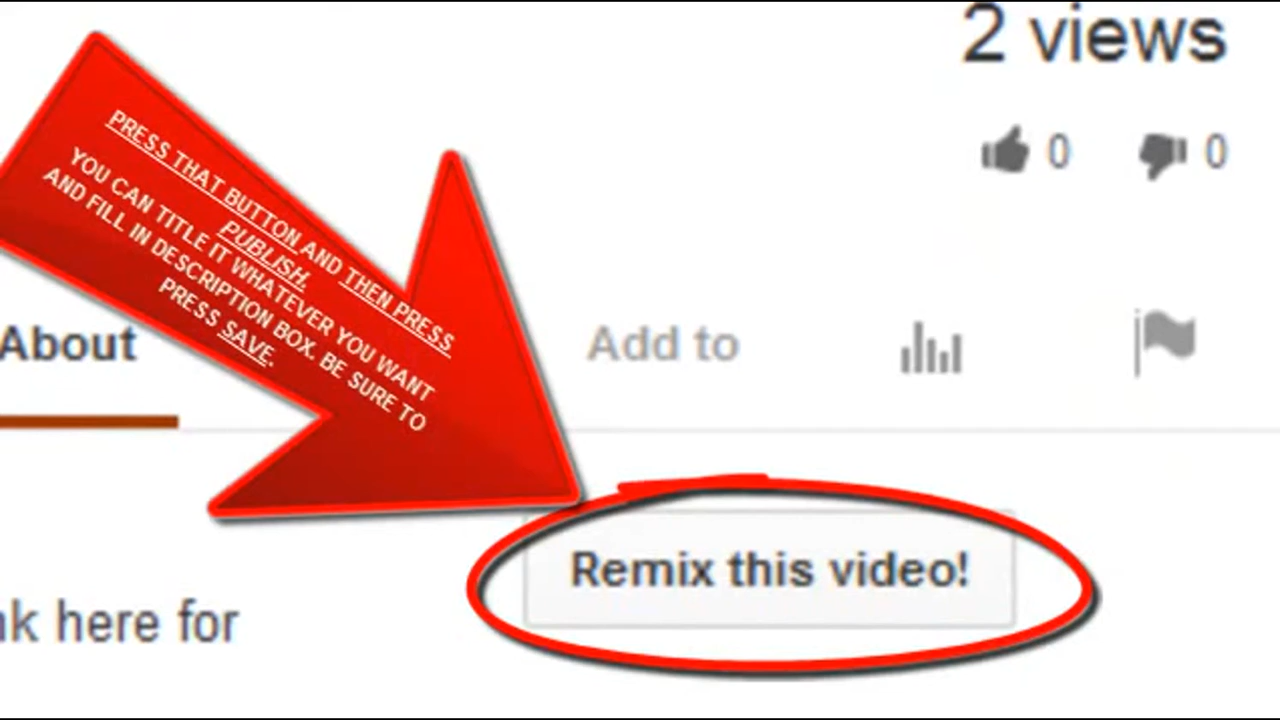 2 views
0 0
PRESS THAT BUTTON AND THEN PRESS
PUBLISH.
YOU CAN TITLE IT WHATEVER YOU WANT
AND FILL IN DESCRIPTION BOX. BE SURE TO
PRESS SAVE.
About Add to
Remix this video!
nk here for